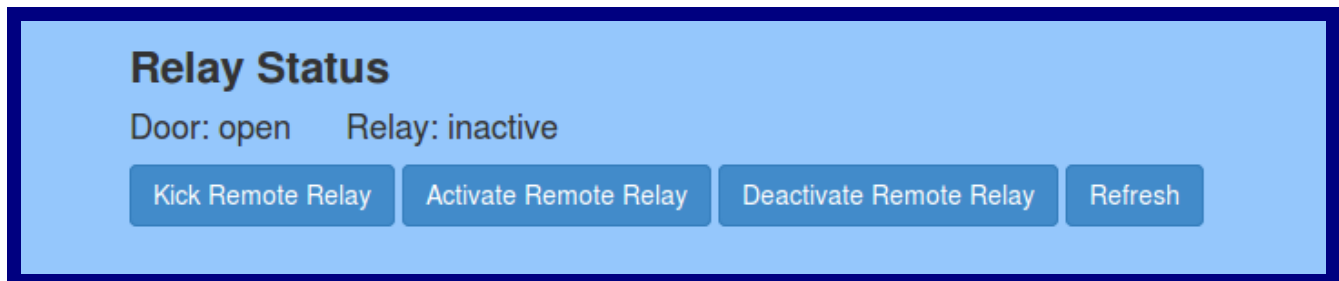 Relay Status
Door: open Relay: inactive
Kick Remote Relay Activate Remote Relay Deactivate Remote Relay Refresh